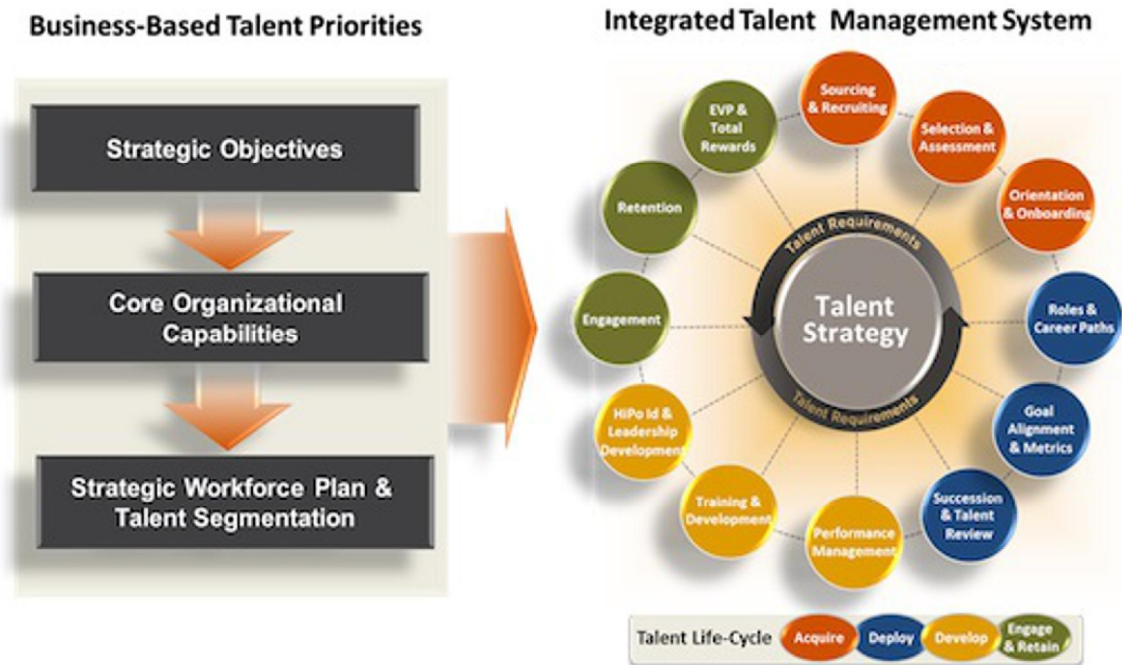 Business-Based Talent Priorities
Strategic Objectives
Core Organizational
Capabilities
Strategic Workforce Plan &
Talent Segmentation
Integrated Talent Management System
Sourcing
& Recruiting
Selection &
Assessment
Orientation
& Onboarding
Roles &
Career Paths
Goal
Alignment
& Metrics
Succession
& Talent
Review
Performance
Management
Training &
Development
HiPo Id &
Leadership
Development
Engagement
Retention
EVP &
Total
Rewards
Talent Requirements
Talent
Strategy
Talent Requirements
Talent Life-Cycle
Acquire
Deploy
Develop
Engage
& Retain